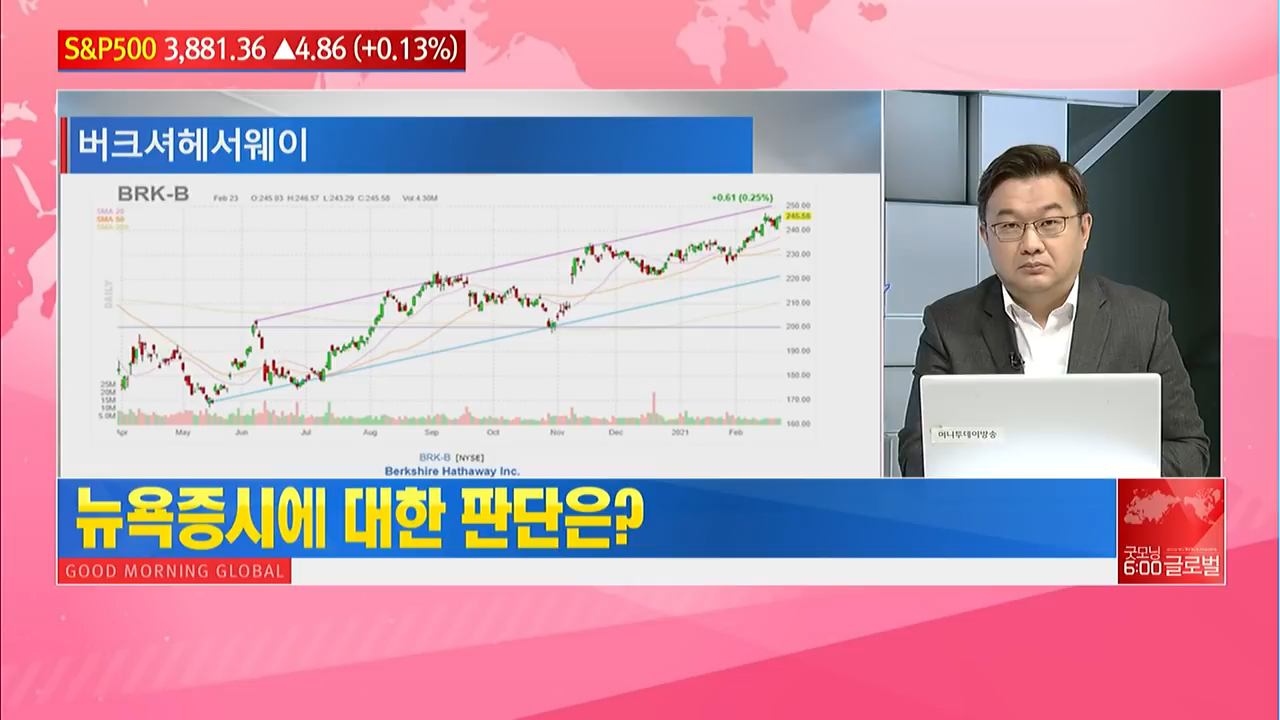 S&P500 3,881.36 ▲4.86 (+0.13%)
버크셔헤서웨이
BRK-B
Feb 23 O:245.03 H:246.57 L:243.29 C:245.58 Vol:4.30M
+0.61 (0.25%)
SMA 20
SMA 50
SMA 200
DAILY
250.00
245.58
240.00
230.00
220.00
210.00
200.00
190.00
180.00
170.00
160.00
25M
20M
15M
10M
5.0M
Apr May Jun Jul Aug Sep Oct Nov Dec 2021 Feb
BRK-B [NYSE]
Berkshire Hathaway Inc.
머니투데이방송
뉴욕증시에 대한 판단은?
GOOD MORNING GLOBAL
굿모닝
6:00 글로벌